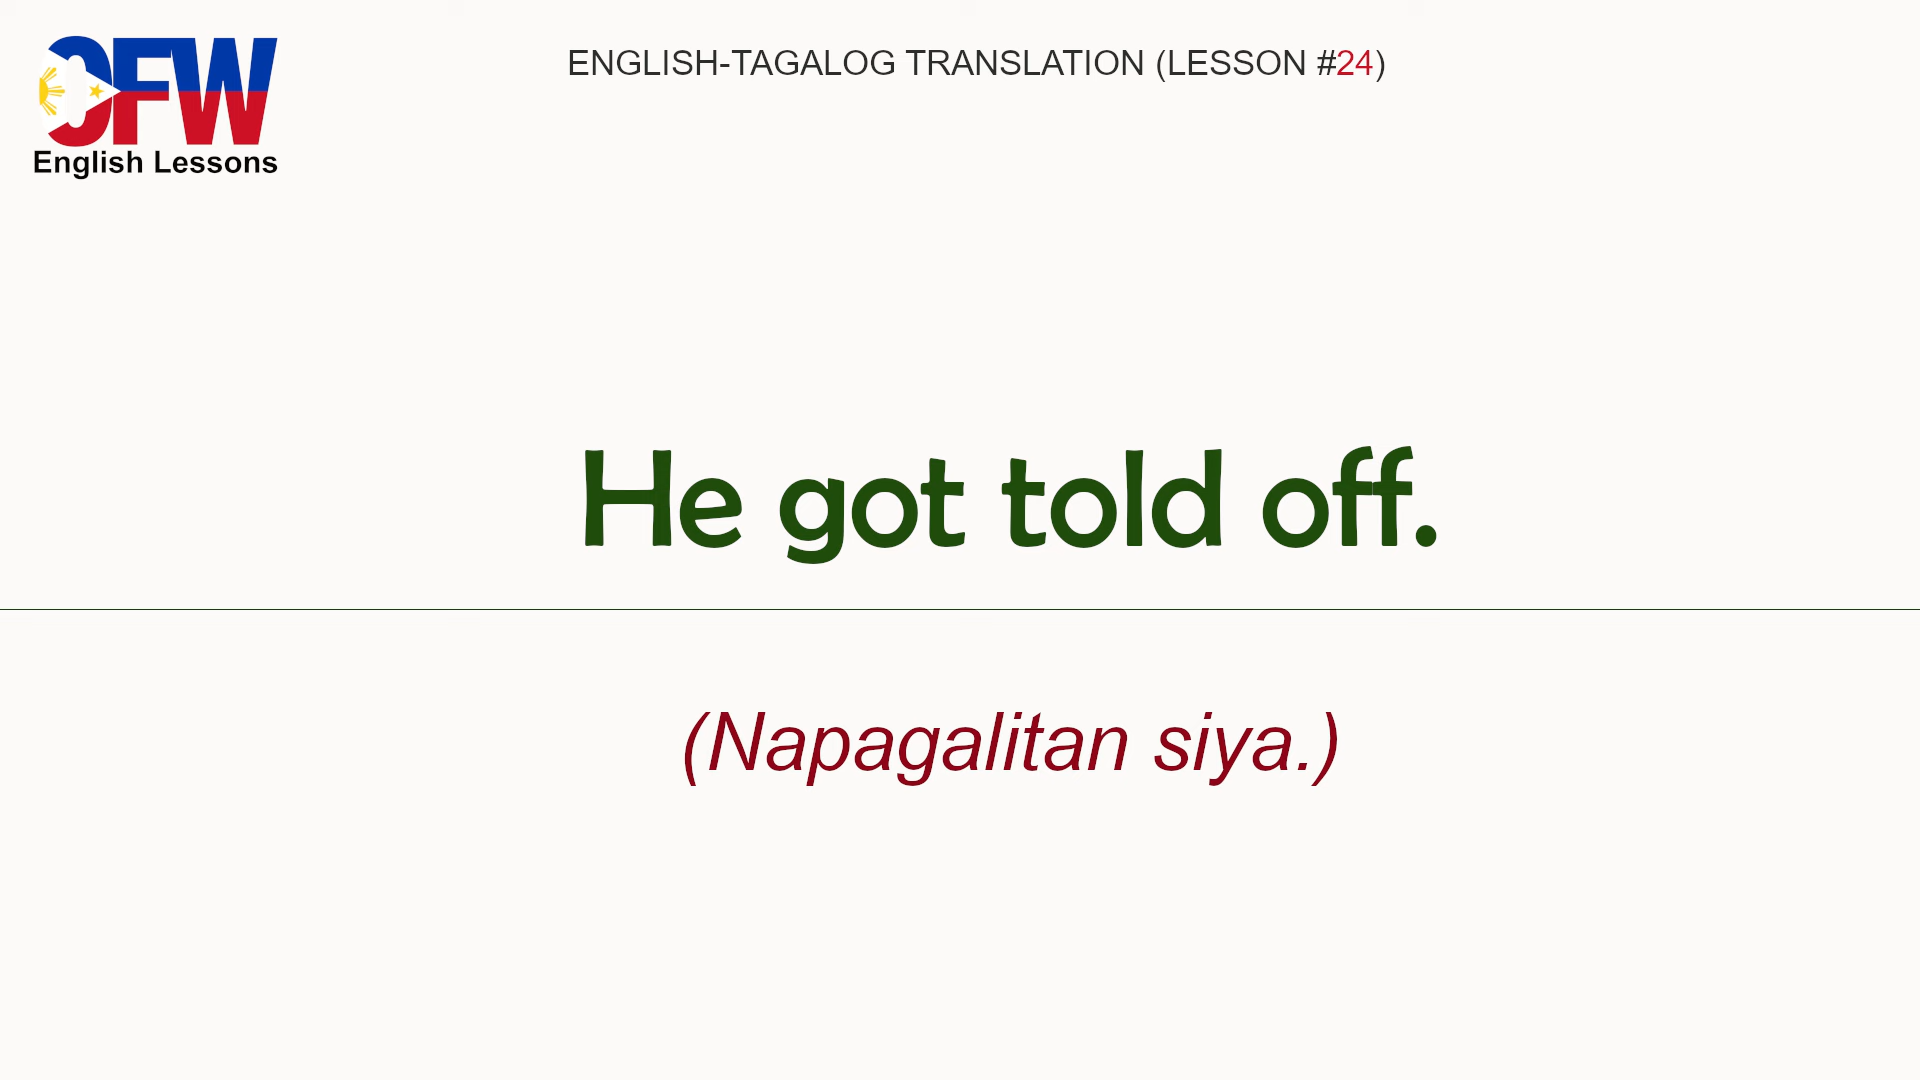 OFW
English Lessons
ENGLISH-TAGALOG TRANSLATION (LESSON #24)
He got told off.
(Napagalitan siya.)